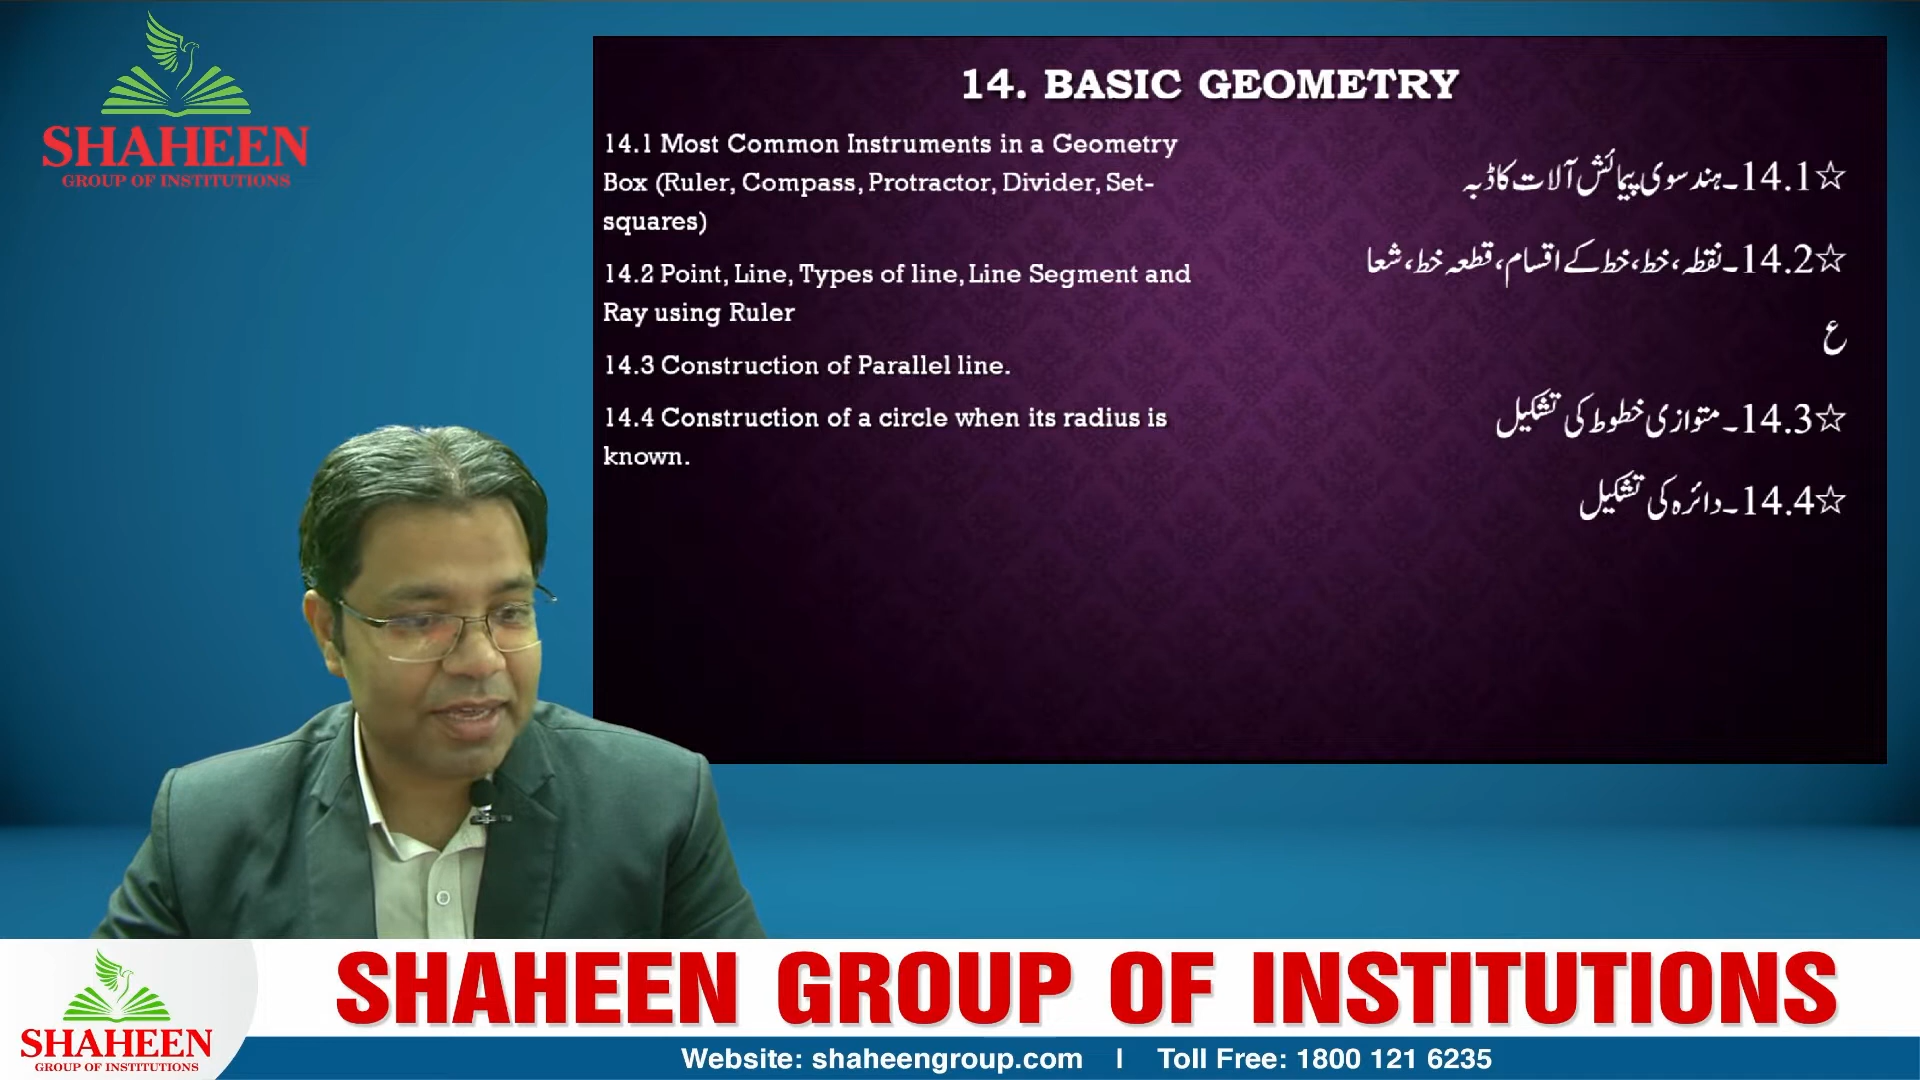 SHAHEEN
GROUP OF INSTITUTIONS
14. BASIC GEOMETRY
14.1 Most Common Instruments in a Geometry
Box (Ruler, Compass, Protractor, Divider, Set-
squares)
14.2 Point, Line, Types of line, Line Segment and
Ray using Ruler
14.3 Construction of Parallel line.
14.4 Construction of a circle when its radius is
known.
☆14.1۔ہندسوی پیمائش آلات کا ڈبہ
☆14.2۔نقطہ، خط، خط کے اقسام، قطعہ خط، شعا
ع
☆14.3۔متوازی خطوط کی تشکیل
☆14.4۔دائرہ کی تشکیل
SHAHEEN
GROUP OF INSTITUTIONS
SHAHEEN GROUP OF INSTITUTIONS
Website: shaheengroup.com | Toll Free: 1800 121 6235